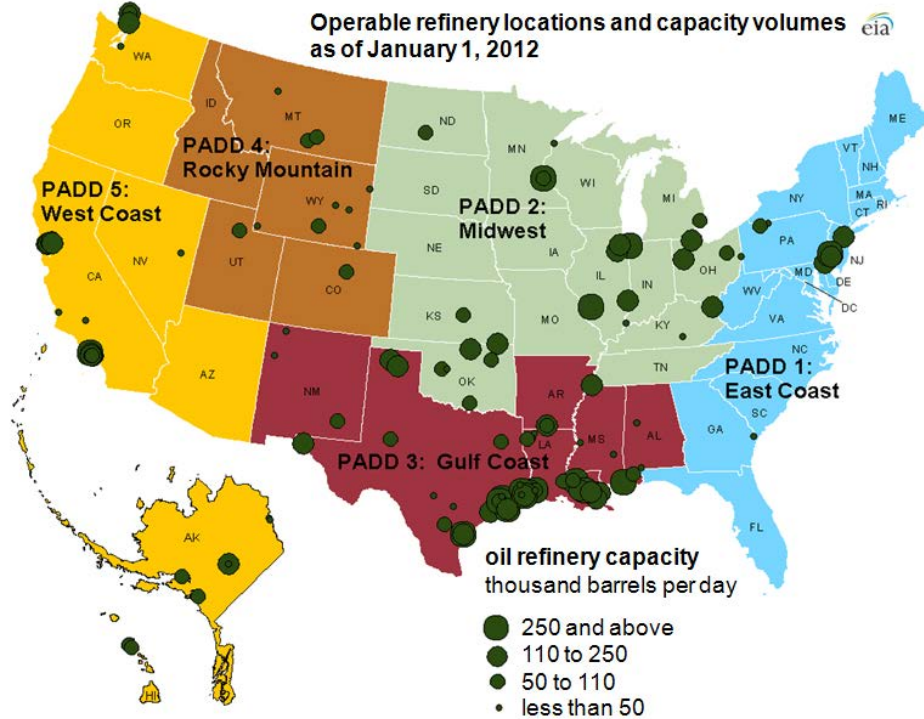 Operable refinery locations and capacity volumes
as of January 1, 2012
eia
WA
OR
ID
MT
ND
MN
ME
VT
NH
PADD 4:
Rocky Mountain
PADD 5:
West Coast
WY
SD
WI
MI
NY
MA
RI
CT
PADD 2:
Midwest
NE
IA
PA
NJ
NV
UT
CA
CO
IL
IN
OH
MD
DE
DC
WV
VA
KS
MO
KY
NC
TN
PADD 1:
East Coast
AZ
NM
OK
AR
SC
GA
AL
MS
LA
PADD 3: Gulf Coast
FL
AK
HI
oil refinery capacity
thousand barrels per day
250 and above
110 to 250
50 to 110
less than 50